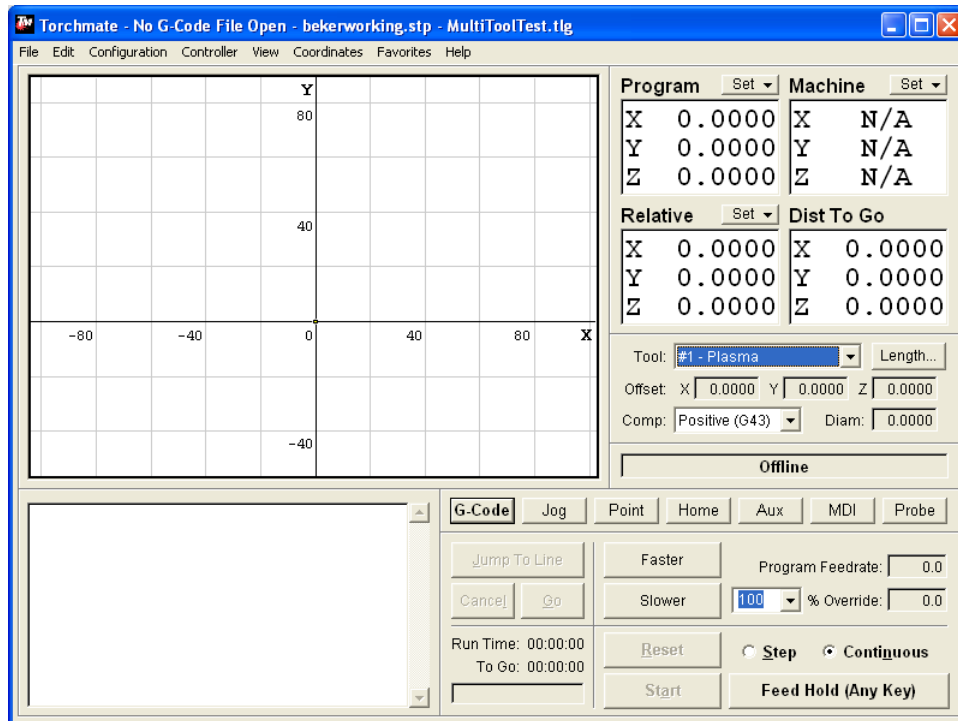 Torchmate - No G-Code File Open - bekerworking.stp - MultiToolTest.tlg
File Edit Configuration Controller View Coordinates Favorites Help
Y
80
40
-80 -40 0 40 80 X
-40
Program Set Machine Set
X 0.0000 X N/A
Y 0.0000 Y N/A
Z 0.0000 Z N/A
Relative Set Dist To Go
X 0.0000 X 0.0000
Y 0.0000 Y 0.0000
Z 0.0000 Z 0.0000
Tool: #1 - Plasma Length...
Offset: X 0.0000 Y 0.0000 Z 0.0000
Comp: Positive (G43) Diam: 0.0000
Offline
G-Code Jog Point Home Aux MDI Probe
Jump To Line Faster Program Feedrate: 0.0
Cancel Go Slower 100 % Override: 0.0
Run Time: 00:00:00 Reset Step Continuous
To Go: 00:00:00
Start Feed Hold (Any Key)